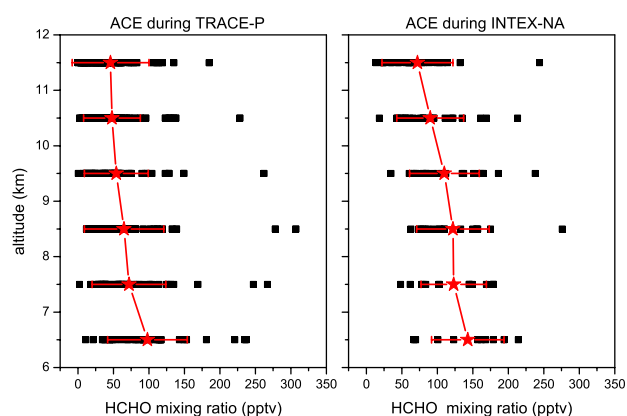 ACE during TRACE-P
ACE during INTEX-NA
12
11
10
9
8
7
6
altitude (km)
0 50 100 150 200 250 300 350
0 50 100 150 200 250 300 350
HCHO mixing ratio (pptv)
HCHO mixing ratio (pptv)